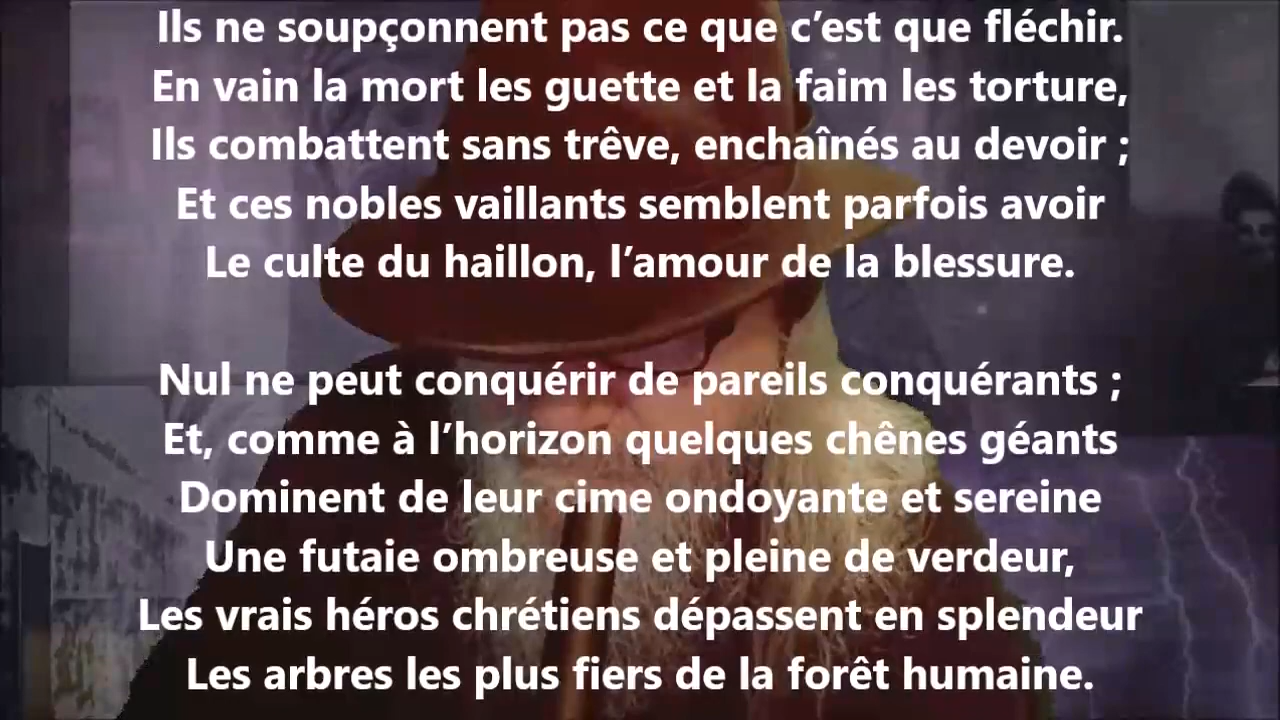 Ils ne soupçonnent pas ce que c’est que fléchir.
En vain la mort les guette et la faim les torture,
Ils combattent sans trêve, enchaînés au devoir ;
Et ces nobles vaillants semblent parfois avoir
Le culte du haillon, l’amour de la blessure.

Nul ne peut conquérir de pareils conquérants ;
Et, comme à l’horizon quelques chênes géants
Dominent de leur cime ondoyante et sereine
Une futaie ombreuse et pleine de verdeur,
Les vrais héros chrétiens dépassent en splendeur
Les arbres les plus fiers de la forêt humaine.